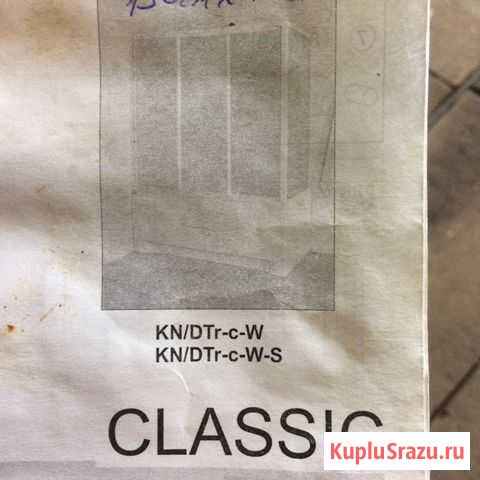 KN/DTr-c-W
KN/DTr-c-W-S
CLASSIC
KupluSrazu.ru